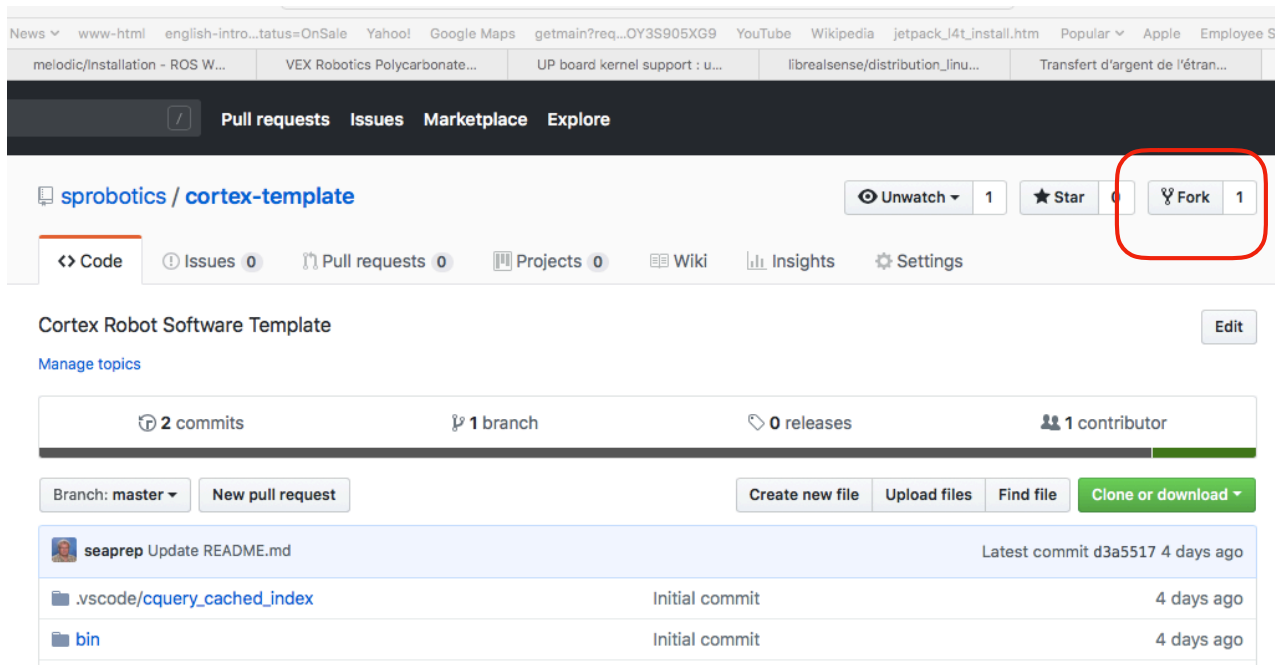 News www-html english-intro...tatus=OnSale Yahoo! Google Maps getmain?req...OY3S905XG9 YouTube Wikipedia jetpack_l4t_install.htm Popular Apple Employee S
melodic/Installation - ROS W... VEX Robotics Polycarbonate... UP board kernel support : u... librealsense/distribution_linu... Transfert d'argent de l'étran...
/ Pull requests Issues Marketplace Explore
sprobotics / cortex-template Unwatch 1 Star 0 Fork 1
<> Code Issues 0 Pull requests 0 Projects 0 Wiki Insights Settings
Cortex Robot Software Template Edit
Manage topics
2 commits 1 branch 0 releases 1 contributor
Branch: master New pull request Create new file Upload files Find file Clone or download
seaprep Update README.md Latest commit d3a5517 4 days ago
.vscode/cquery_cached_index Initial commit 4 days ago
bin Initial commit 4 days ago